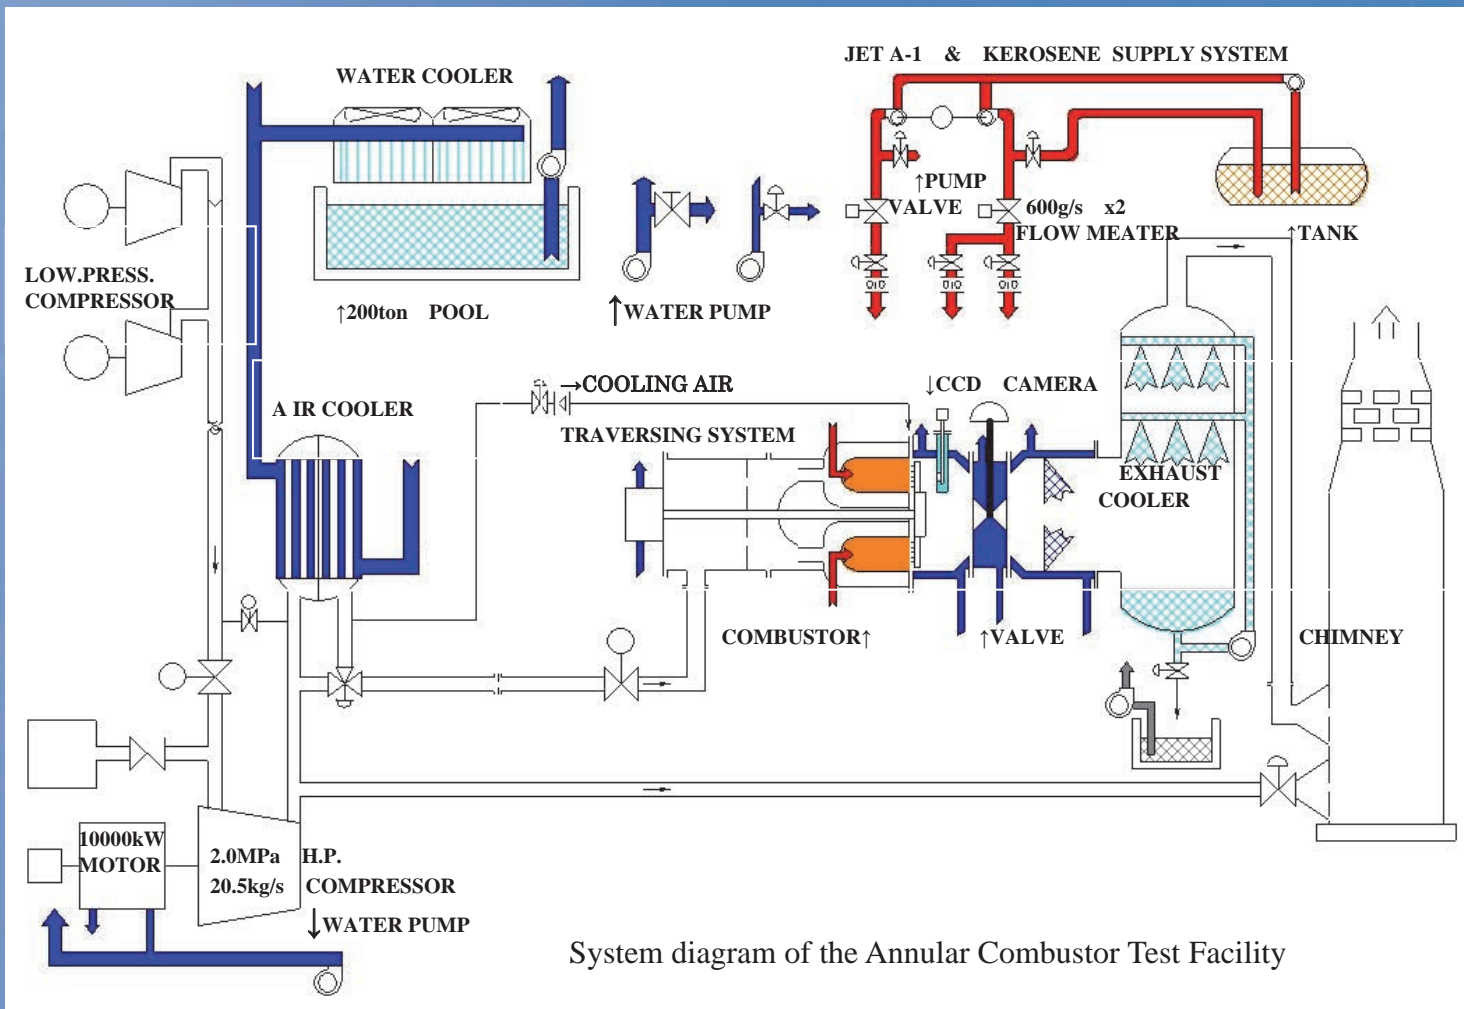 JET A-1 & KEROSENE SUPPLY SYSTEM
WATER COOLER
↑PUMP
VALVE
600g/s x2
FLOW MEATER
↑TANK
LOW.PRESS.
COMPRESSOR
↑200ton POOL
↑WATER PUMP
→COOLING AIR
↓CCD CAMERA
A IR COOLER
TRAVERSING SYSTEM
EXHAUST
COOLER
COMBUSTOR↑
↑VALVE
CHIMNEY
10000kW
MOTOR
2.0MPa H.P.
20.5kg/s COMPRESSOR
↓WATER PUMP
System diagram of the Annular Combustor Test Facility